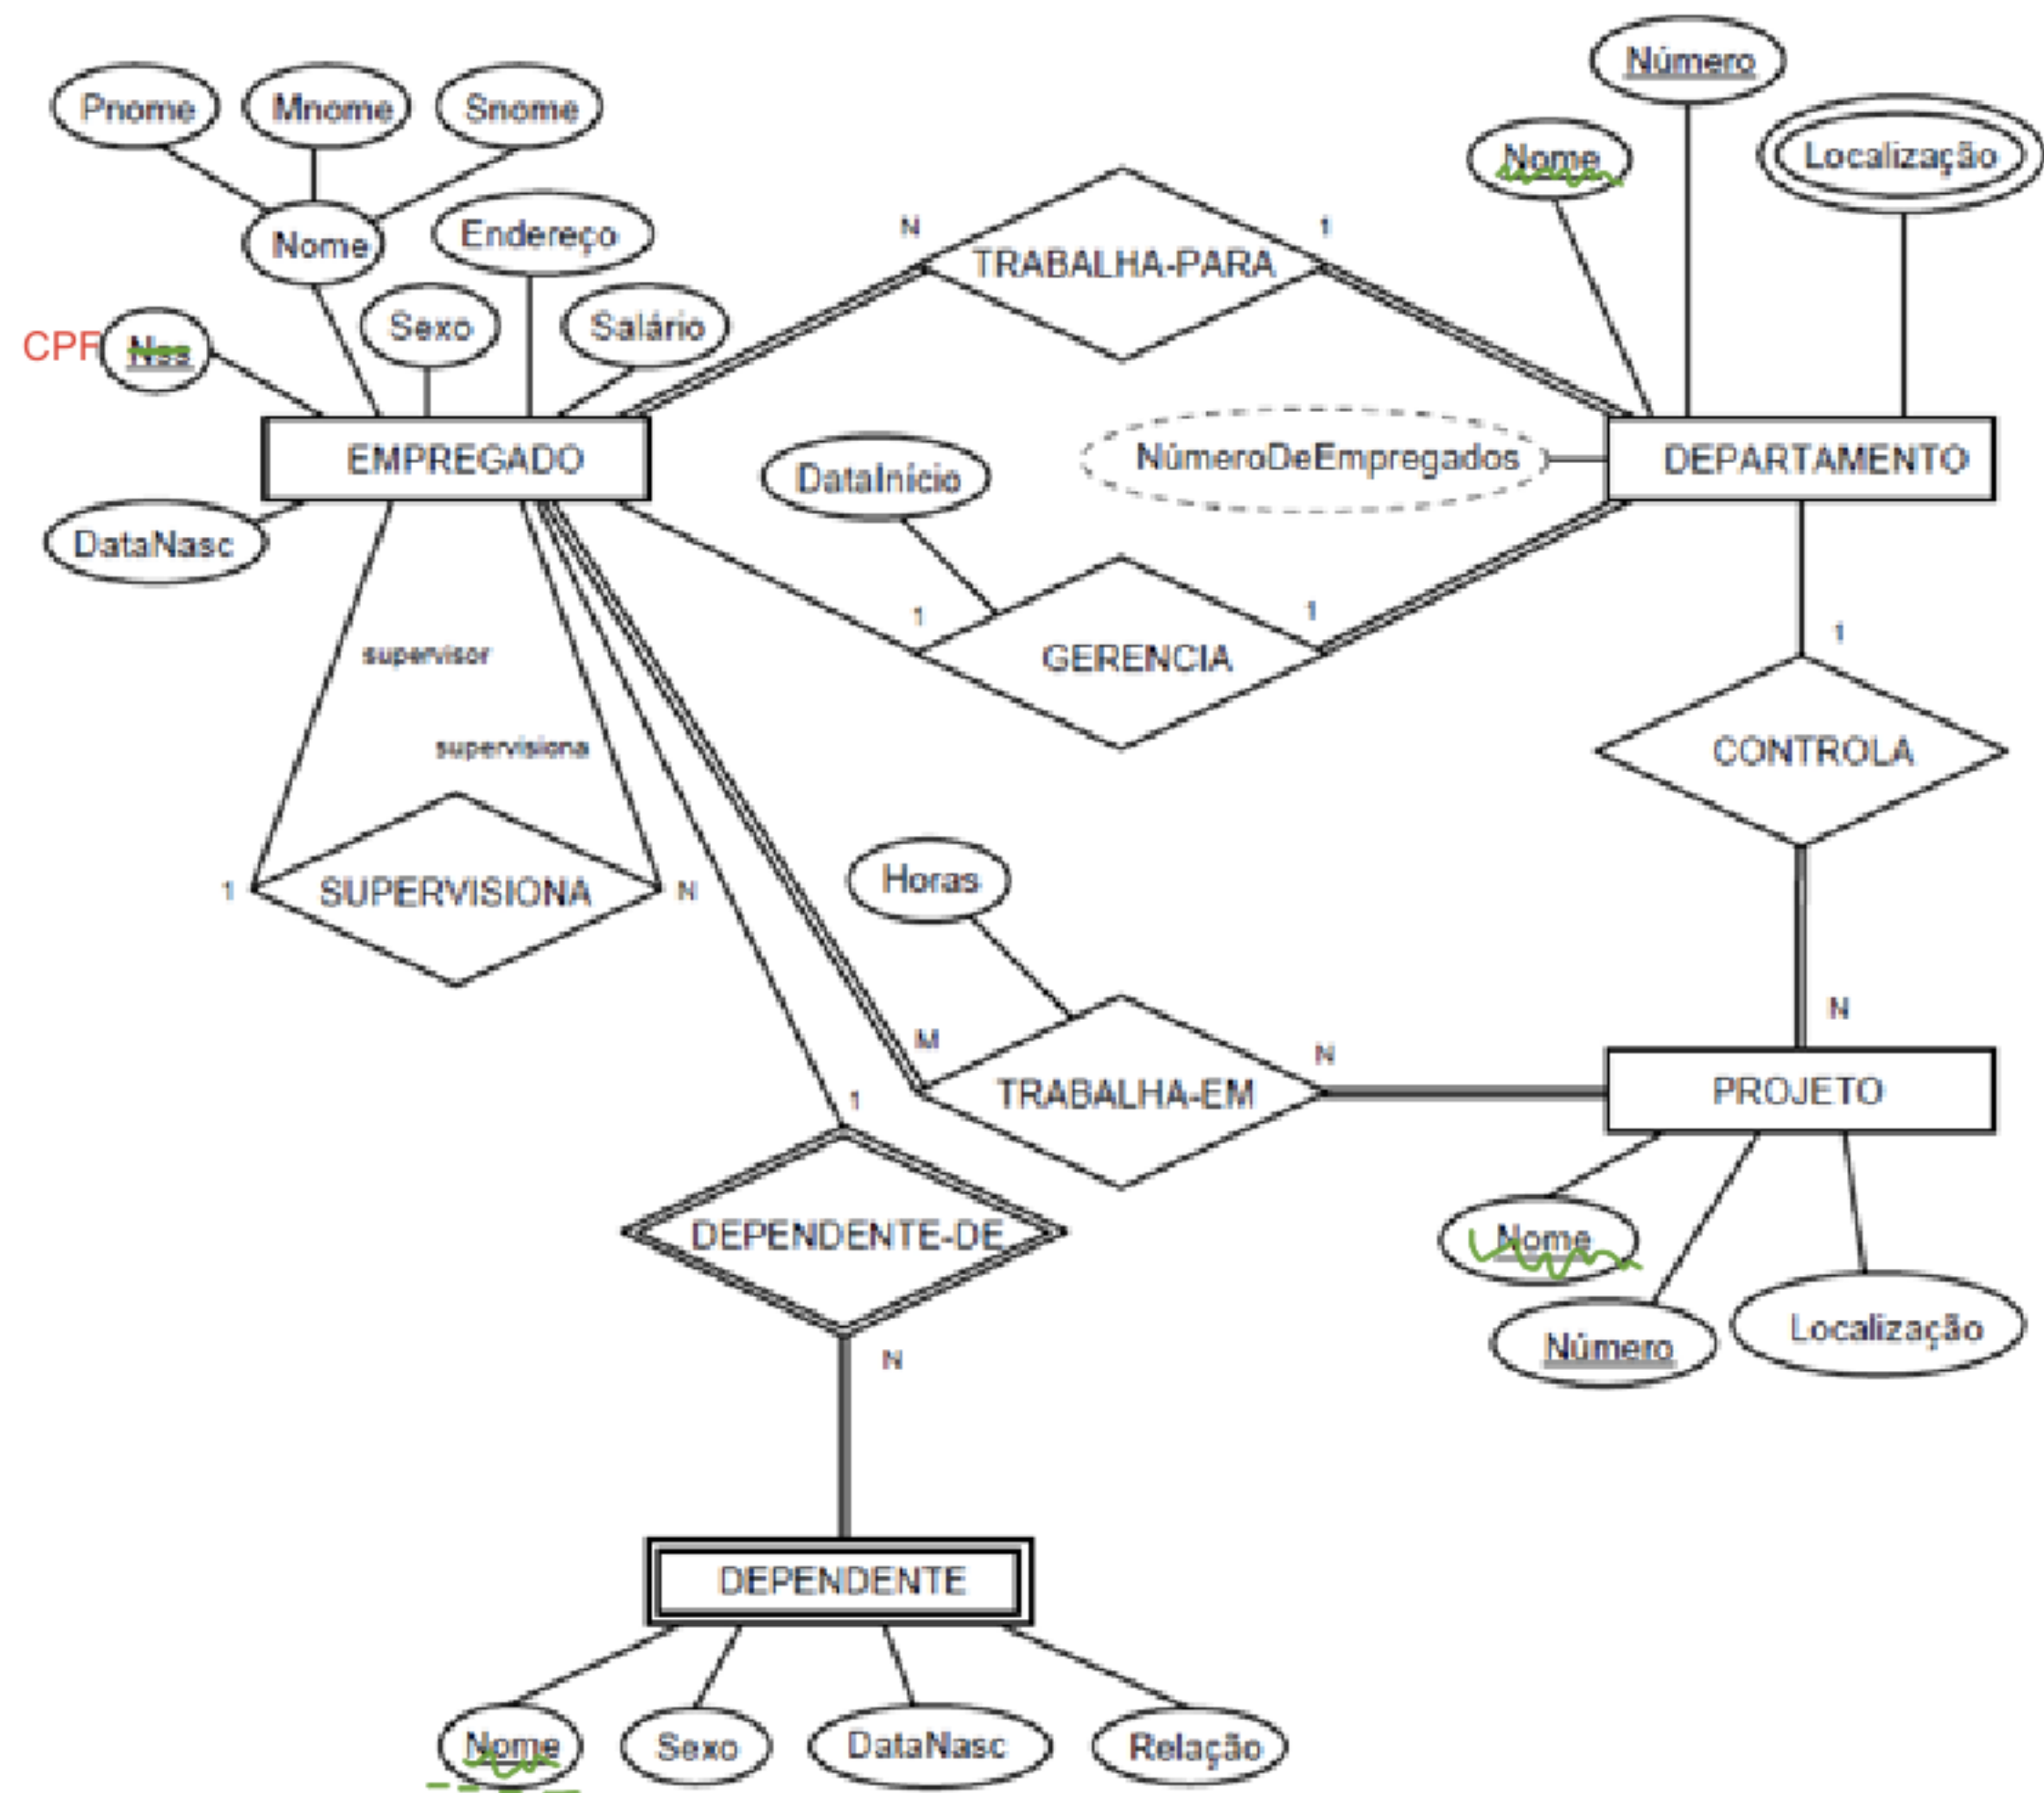 Número
Pnome Mnome Snome
Nome Localização
Nome Endereço
N 1
TRABALHA-PARA
CPF Nss Sexo Salário
EMPREGADO
DataInício NúmeroDeEmpregados
DEPARTAMENTO
DataNasc
1 1
1
supervisor
GERENCIA
supervisiona
CONTROLA
1 SUPERVISIONA N
Horas
N
M N
TRABALHA-EM
PROJETO
1
DEPENDENTE-DE
Nome
Número
Localização
N
DEPENDENTE
Nome Sexo DataNasc Relação